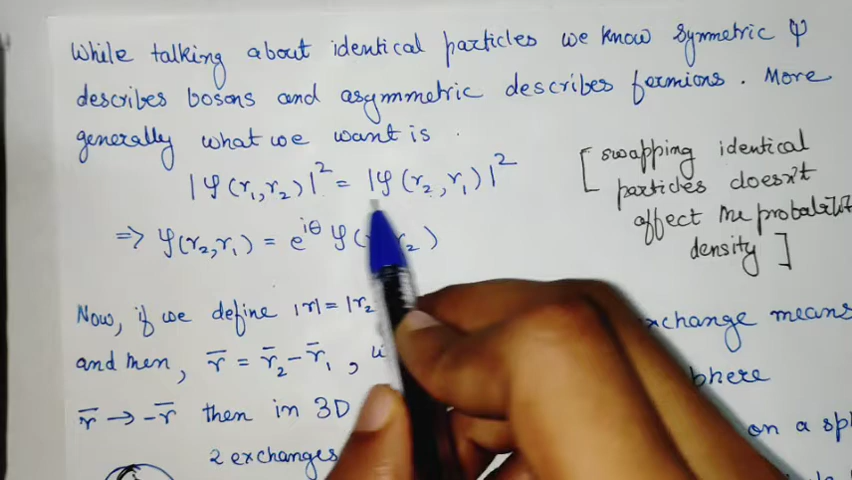 While talking about identical particles we know symmetric ψ
describes bosons and asymmetric describes fermions. More
generally what we want is
|φ(r₁,r₂)|² = |φ(r₂,r₁)|²
[swapping identical
particles doesn't
affect the probability
density]
⇒ φ(r₂,r₁) = e^iθ φ( r₂)
Now, if we define |r| = |r₂ exchange means
and then, r̄ = r̄₂ - r̄₁,
r̄ → -r̄ then in 3D on a
2 exchanges